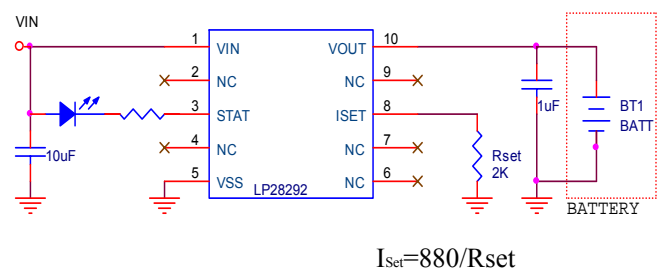 VIN
1 VIN VOUT 10
2 NC NC 9
3 STAT ISET 8
4 NC NC 7
5 VSS NC 6
LP28292
10uF
Rset
2K
1uF
BT1
BATT
BATTERY
ISet=880/Rset